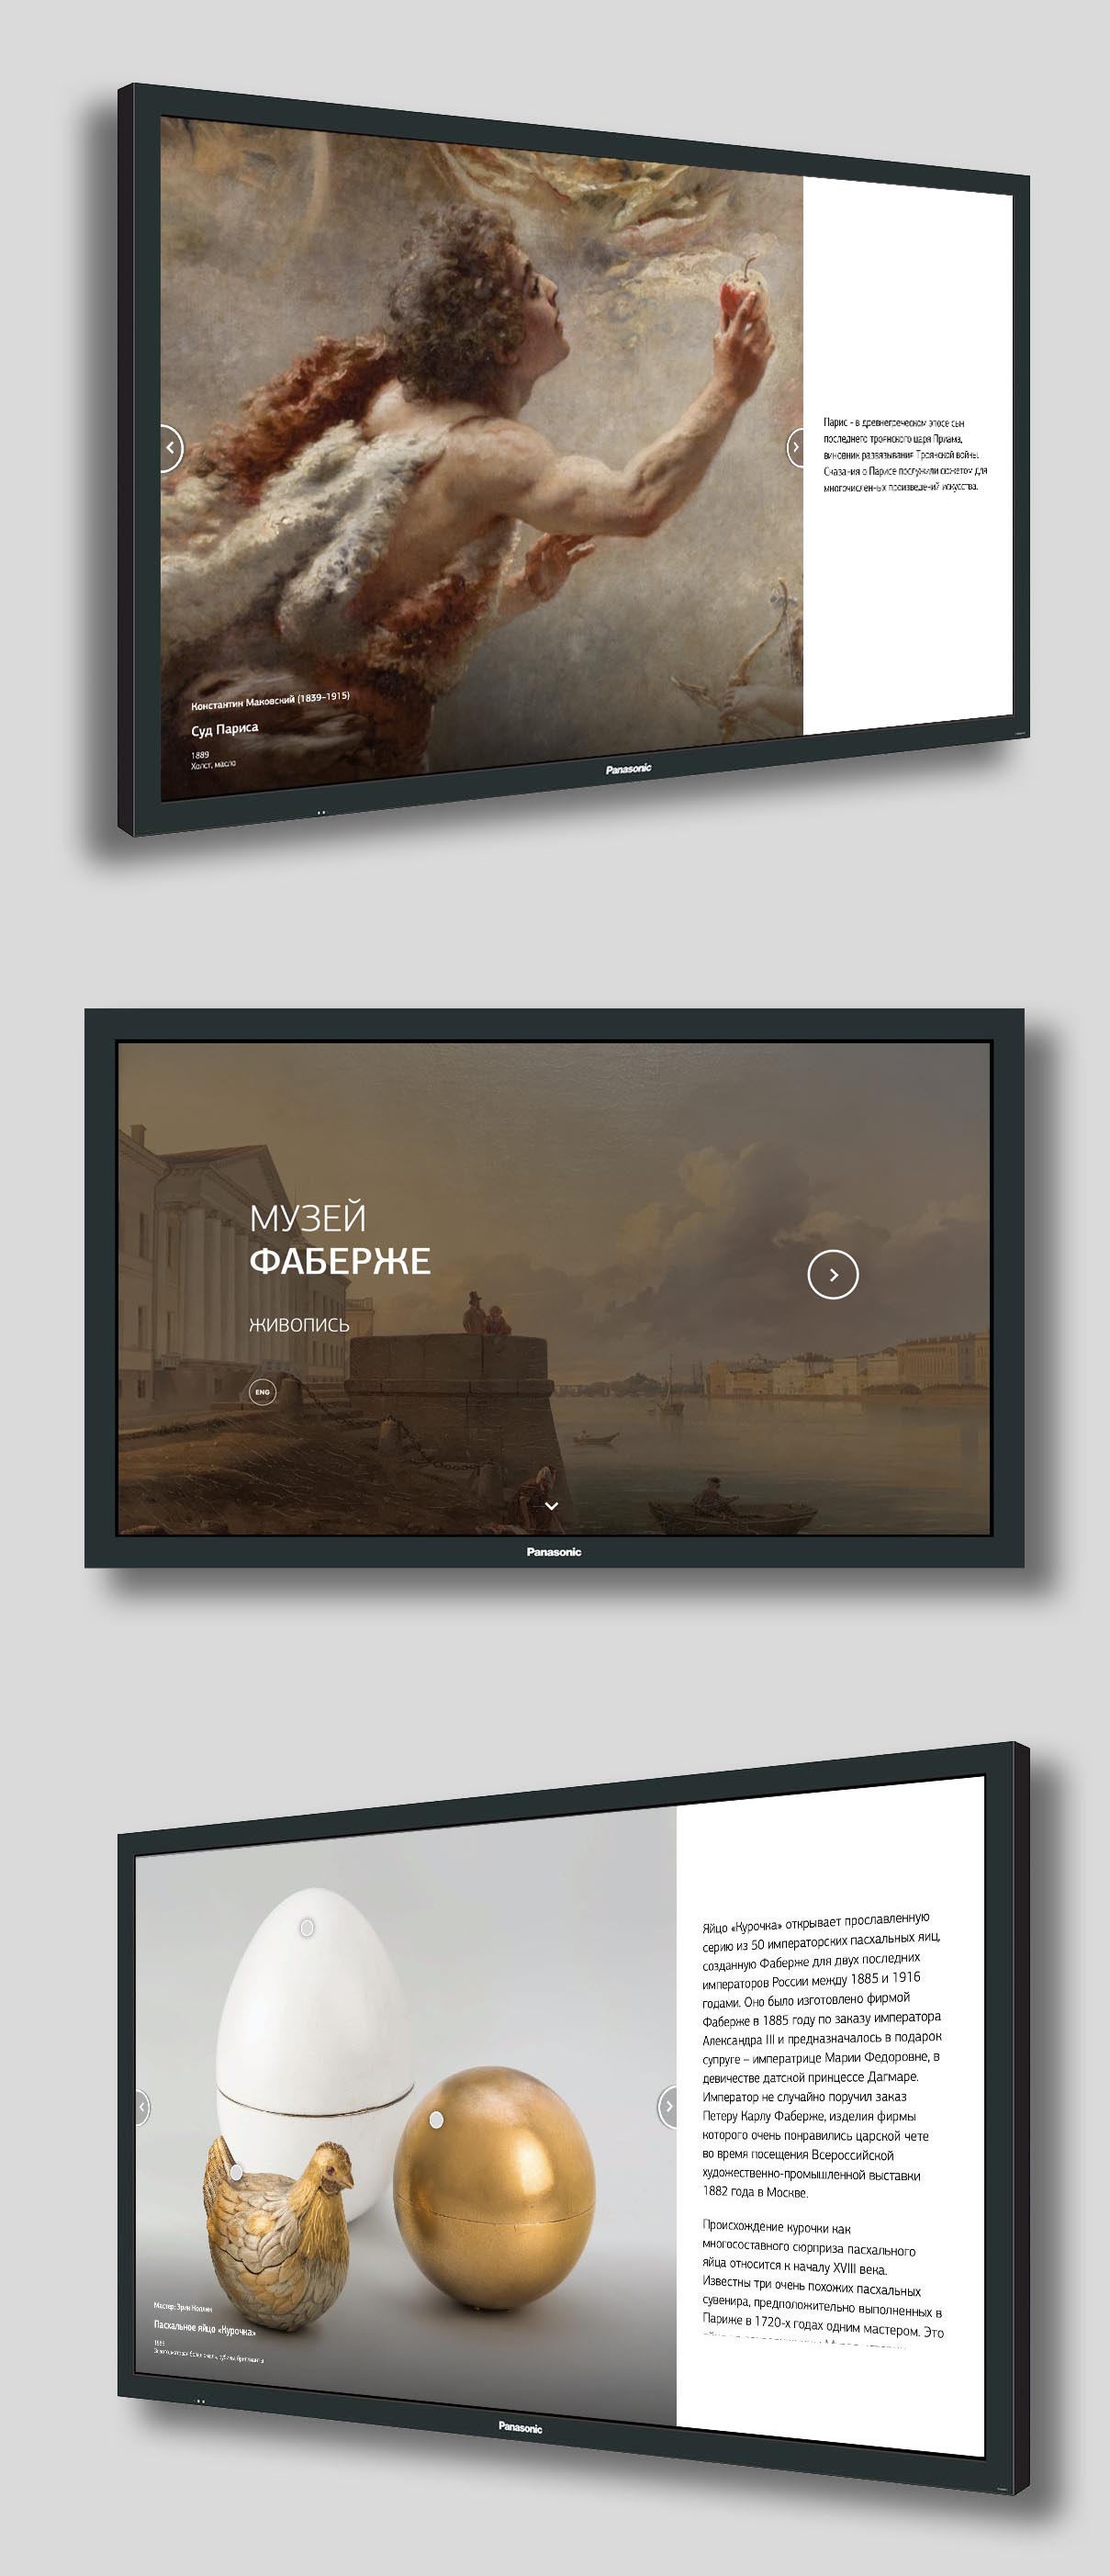 Парис - в древнегреческом эпосе сын
последнего троянского царя Приама,
виновник развязывания Троянской войны.
Сказания о Парисе послужили сюжетом для
многочисленных произведений искусства.
Константин Маковский (1839–1915)
Суд Париса
1889
Холст, масло
Panasonic
МУЗЕЙ
ФАБЕРЖЕ
ЖИВОПИСЬ
ENG
Panasonic
Яйцо «Курочка» открывает прославленную
серию из 50 императорских пасхальных яиц,
созданную Фаберже для двух последних
императоров России между 1885 и 1916
годами. Оно было изготовлено фирмой
Фаберже в 1885 году по заказу императора
Александра III и предназначалось в подарок
супруге – императрице Марии Федоровне, в
девичестве датской принцессе Дагмаре.
Император не случайно поручил заказ
Петеру Карлу Фаберже, изделия фирмы
которого очень понравились царской чете
во время посещения Всероссийской
художественно-промышленной выставки
1882 года в Москве.
Происхождение курочки как
многосоставного сюрприза пасхального
яйца относится к началу XVIII века.
Известны три очень похожих пасхальных
сувенира, предположительно выполненных в
Париже в 1720-х годах одним мастером. Это
Мастер: Эрик Коллин
Пасхальное яйцо «Курочка»
Panasonic